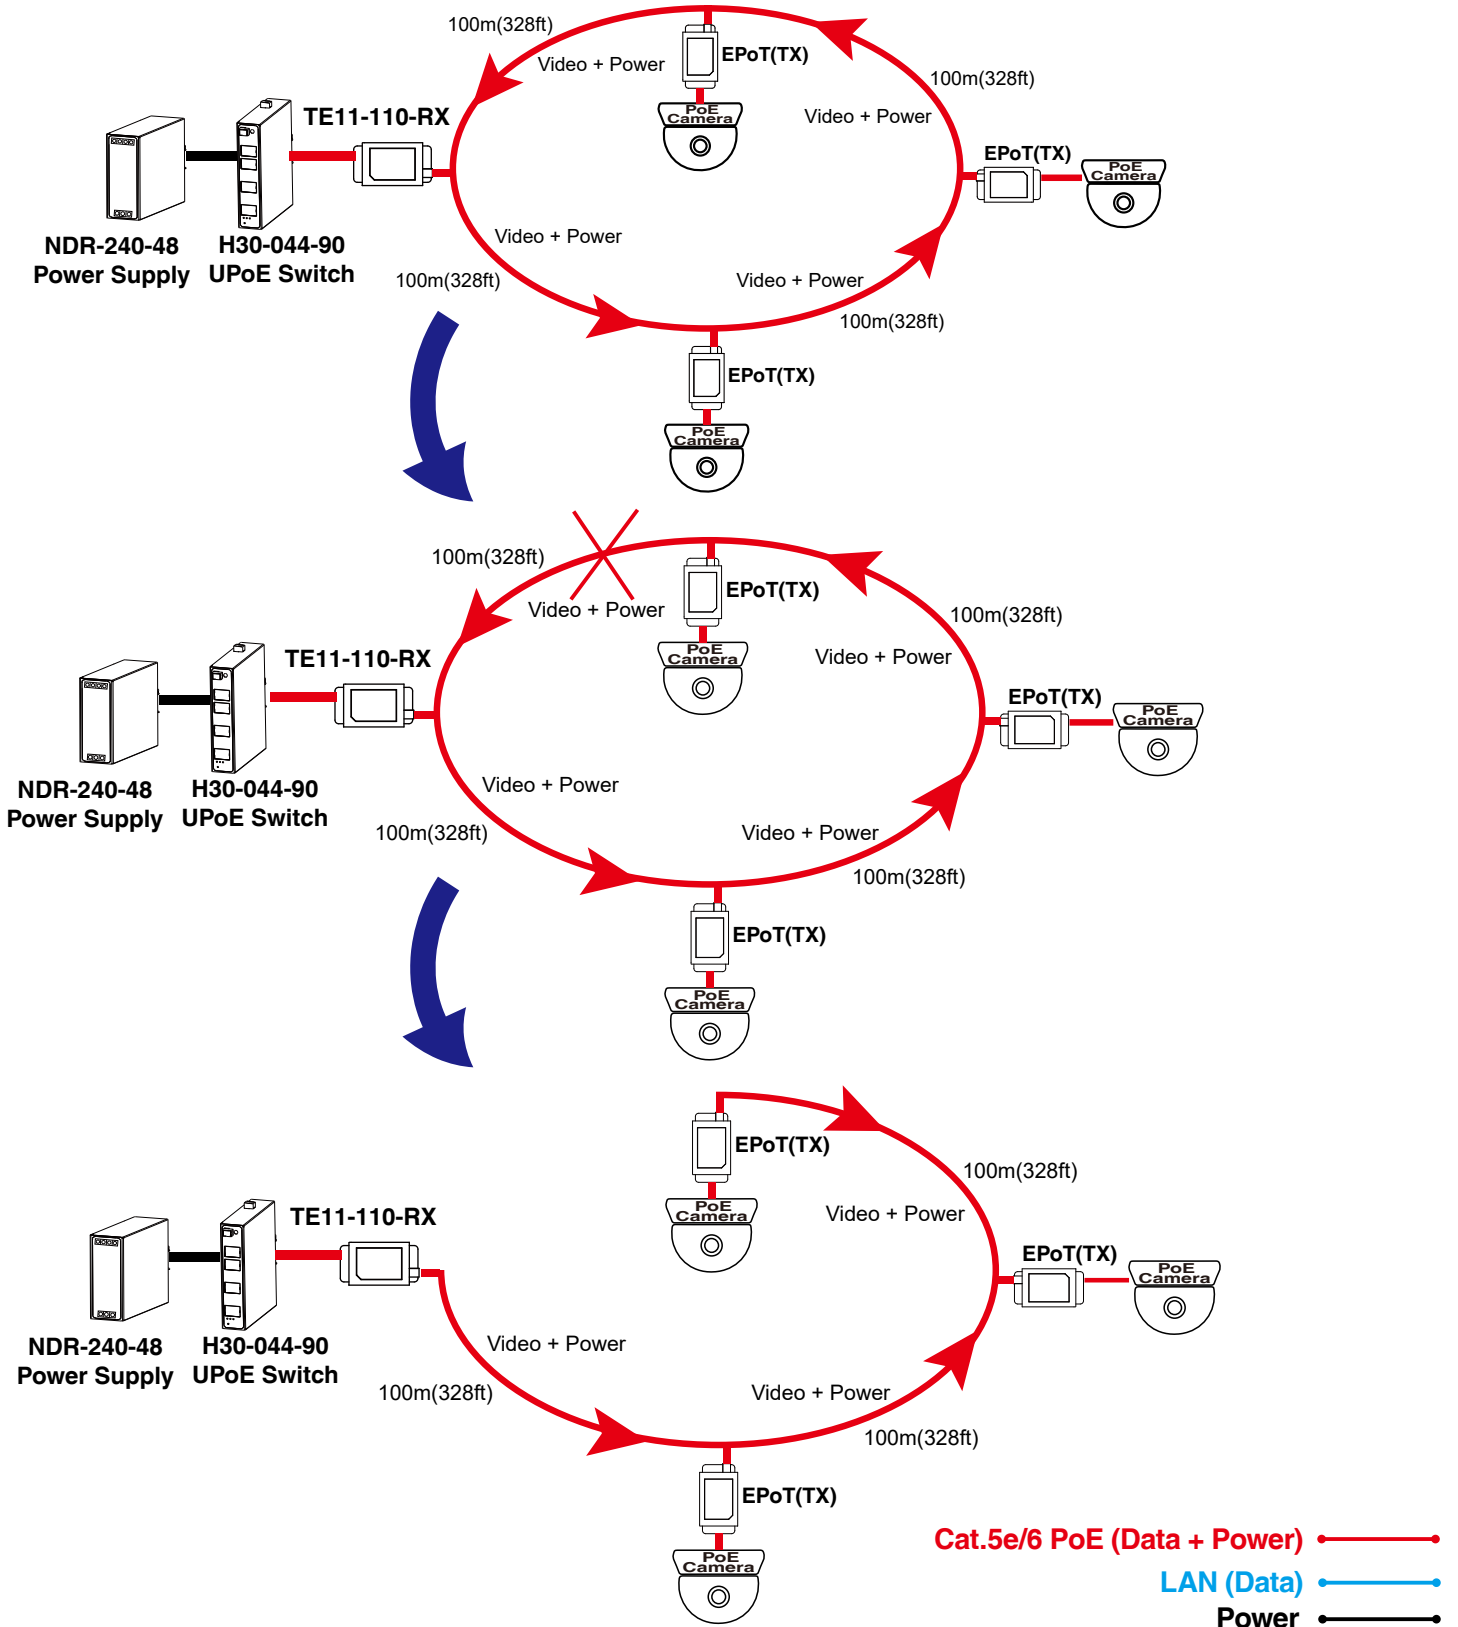 100m(328ft)
EPoT(TX)
Video + Power
100m(328ft)
TE11-110-RX
PoE
Camera
Video + Power
EPoT(TX)
PoE
Camera
NDR-240-48
Power Supply
H30-044-90
UPoE Switch
Video + Power
100m(328ft)
Video + Power
100m(328ft)
EPoT(TX)
PoE
Camera
100m(328ft)
EPoT(TX)
Video + Power
100m(328ft)
TE11-110-RX
PoE
Camera
Video + Power
EPoT(TX)
PoE
Camera
NDR-240-48
Power Supply
H30-044-90
UPoE Switch
Video + Power
100m(328ft)
Video + Power
100m(328ft)
EPoT(TX)
PoE
Camera
EPoT(TX)
100m(328ft)
TE11-110-RX
PoE
Camera
Video + Power
EPoT(TX)
PoE
Camera
NDR-240-48
Power Supply
H30-044-90
UPoE Switch
Video + Power
100m(328ft)
Video + Power
100m(328ft)
EPoT(TX)
PoE
Camera
Cat.5e/6 PoE (Data + Power)
LAN (Data)
Power